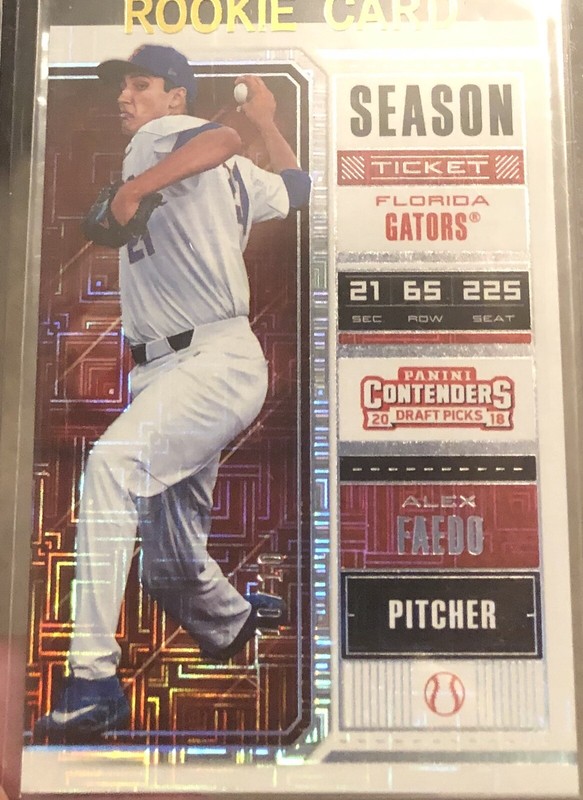 ROOKIE CARD
SEASON
TICKET
FLORIDA
GATORS®
21 65 225
SEC ROW SEAT
PANINI
CONTENDERS
20 DRAFT PICKS 18
ALEX
FAEDO
PITCHER
21